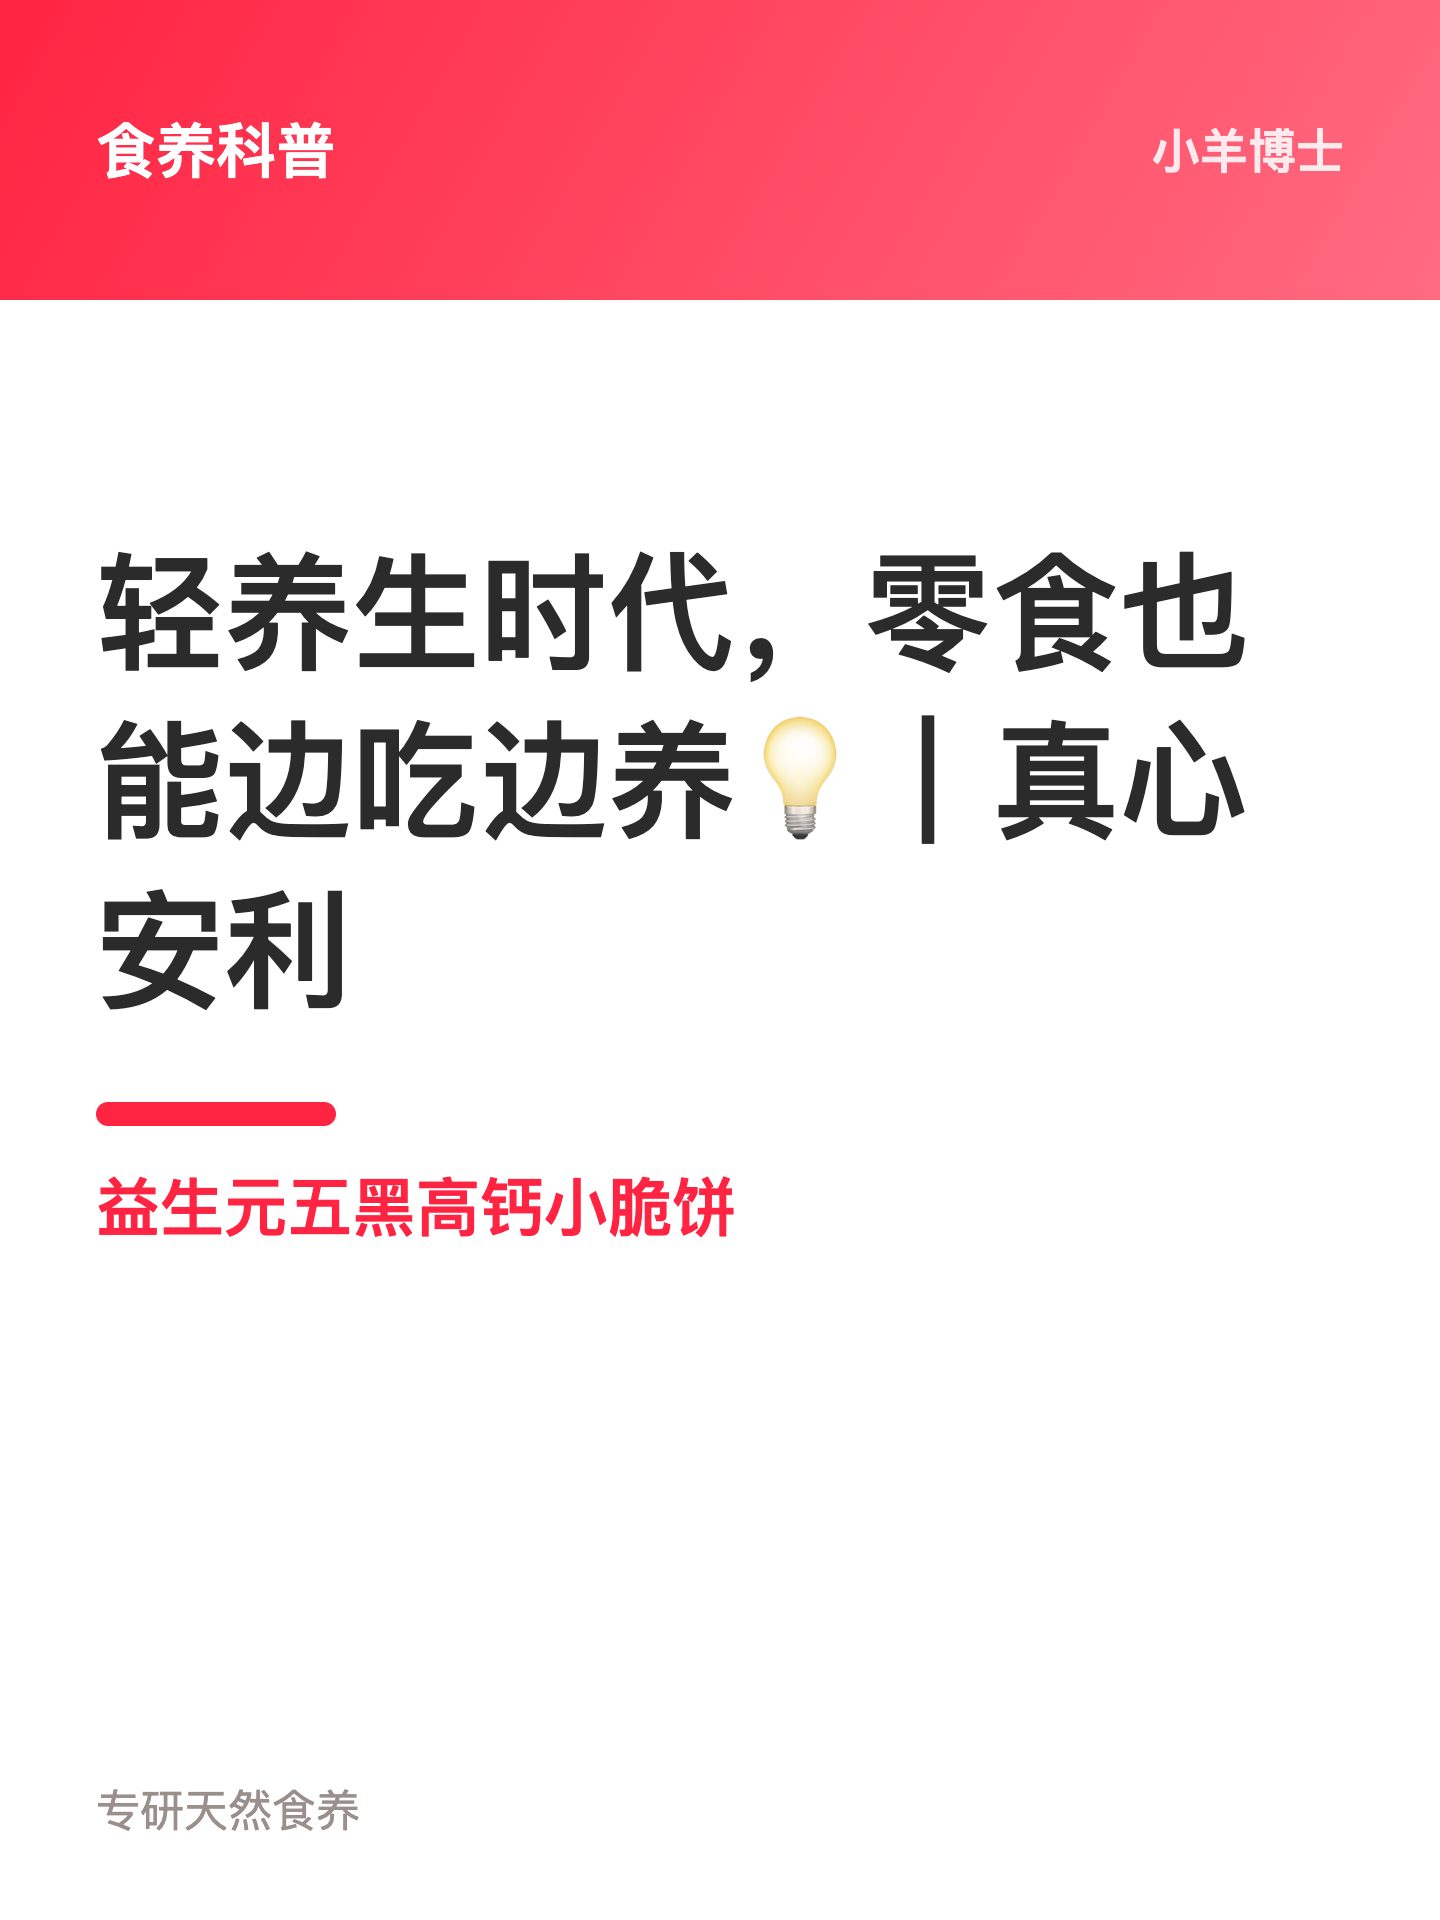 食养科普
小羊博士
轻养生时代，零食也
能边吃边养💡｜真心
安利
益生元五黑高钙小脆饼
专研天然食养